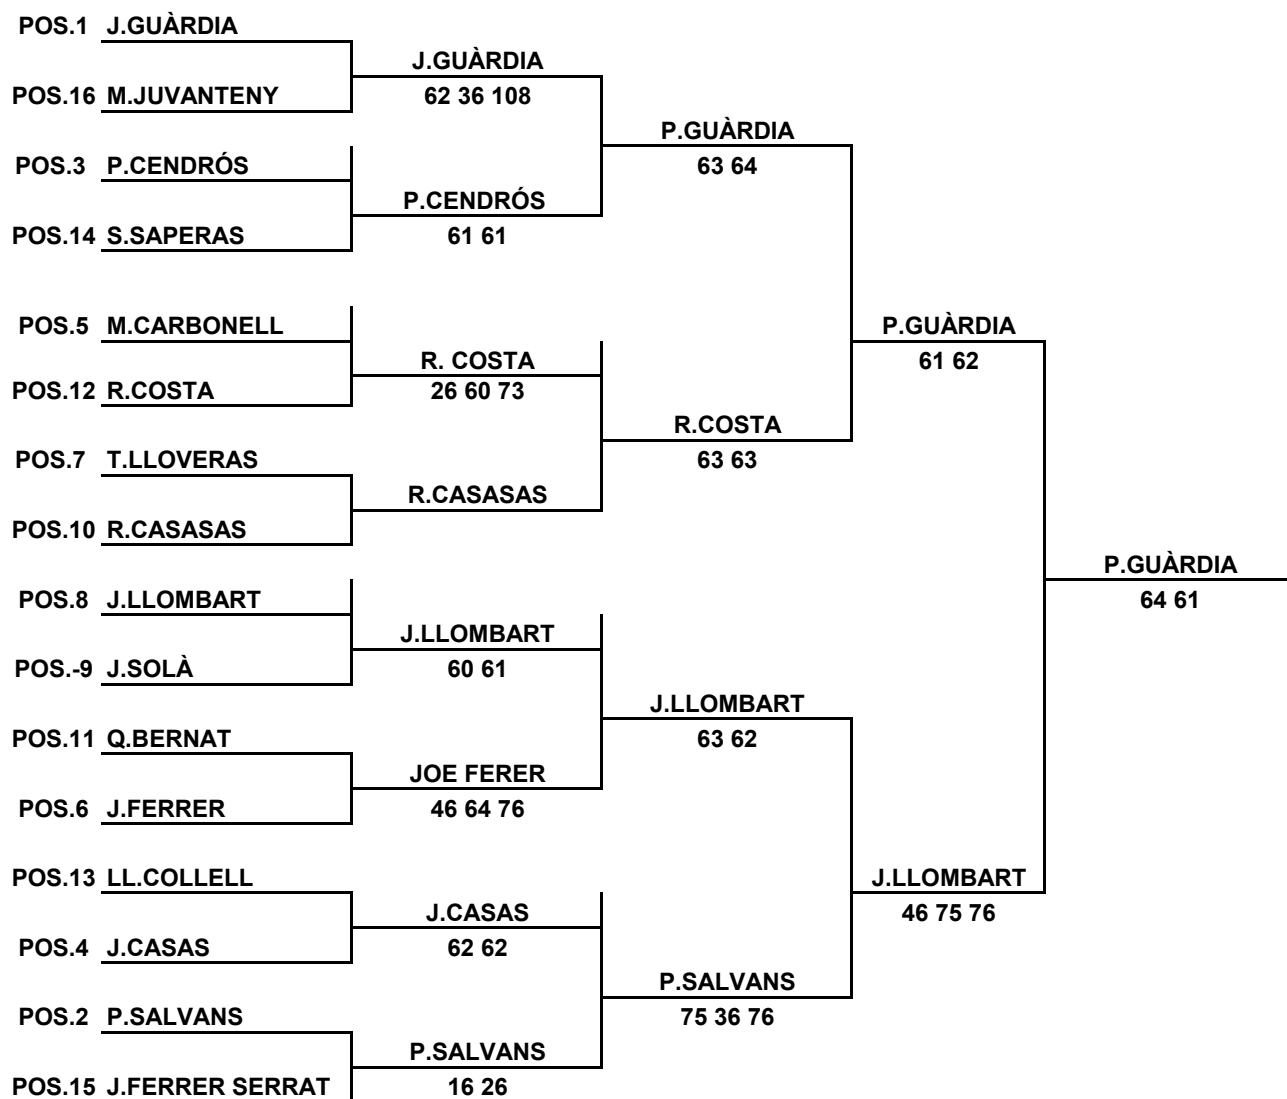 POS.1 J.GUÀRDIA
J.GUÀRDIA
POS.16 M.JUVANTENY
62 36 108
P.GUÀRDIA
POS.3 P.CENDRÓS
63 64
P.CENDRÓS
POS.14 S.SAPERAS
61 61
POS.5 M.CARBONELL
P.GUÀRDIA
R. COSTA
61 62
POS.12 R.COSTA
26 60 73
R.COSTA
POS.7 T.LLOVERAS
63 63
R.CASASAS
POS.10 R.CASASAS
P.GUÀRDIA
POS.8 J.LLOMBART
64 61
J.LLOMBART
POS.-9 J.SOLÀ
60 61
J.LLOMBART
POS.11 Q.BERNAT
63 62
JOE FERER
POS.6 J.FERRER
46 64 76
POS.13 LL.COLLELL
J.LLOMBART
J.CASAS
46 75 76
POS.4 J.CASAS
62 62
P.SALVANS
POS.2 P.SALVANS
75 36 76
P.SALVANS
POS.15 J.FERRER SERRAT
16 26